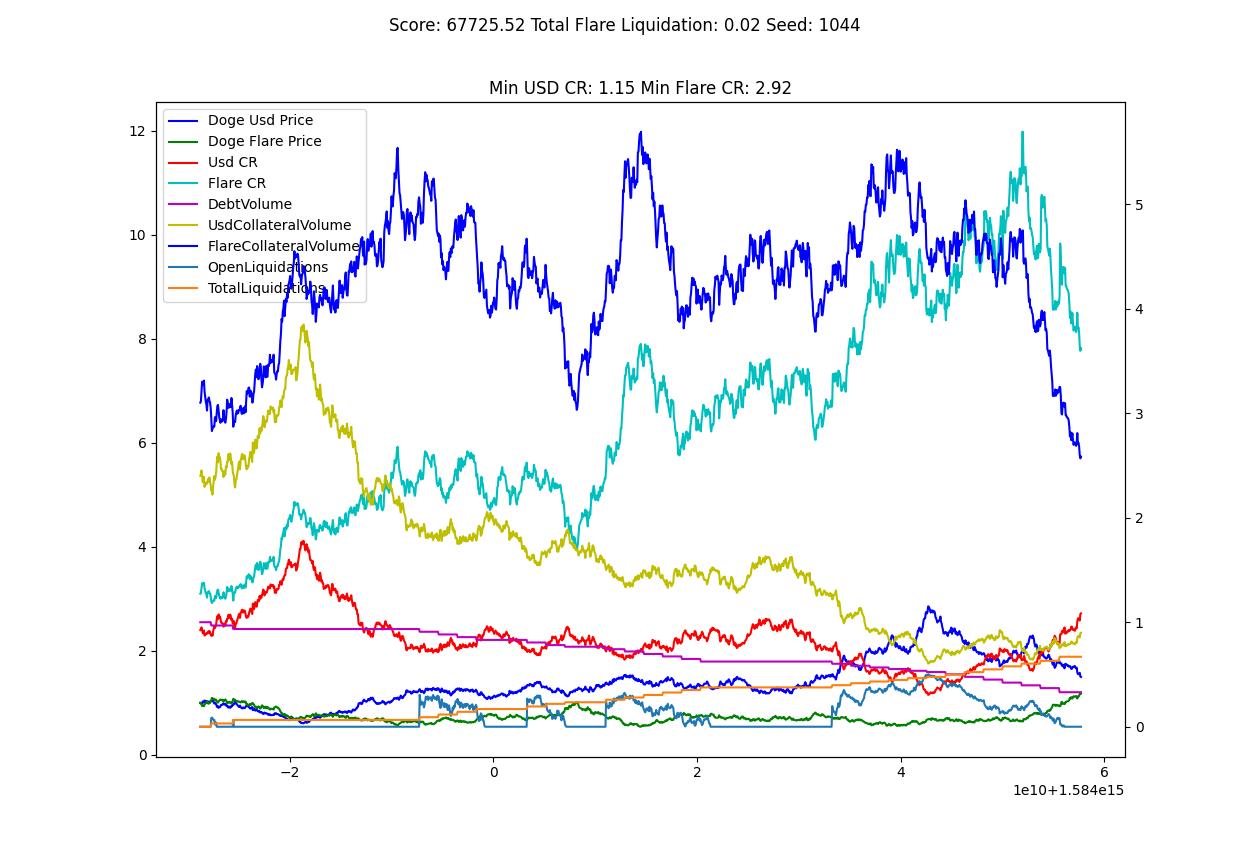 Score: 67725.52 Total Flare Liquidation: 0.02 Seed: 1044
Min USD CR: 1.15 Min Flare CR: 2.92
Doge Usd Price
Doge Flare Price
Usd CR
Flare CR
DebtVolume
UsdCollateralVolume
FlareCollateralVolume
OpenLiquidations
TotalLiquidations
12
10
8
6
4
2
0
5
4
3
2
1
0
−2
0
2
4
6
1e10+1.584e15